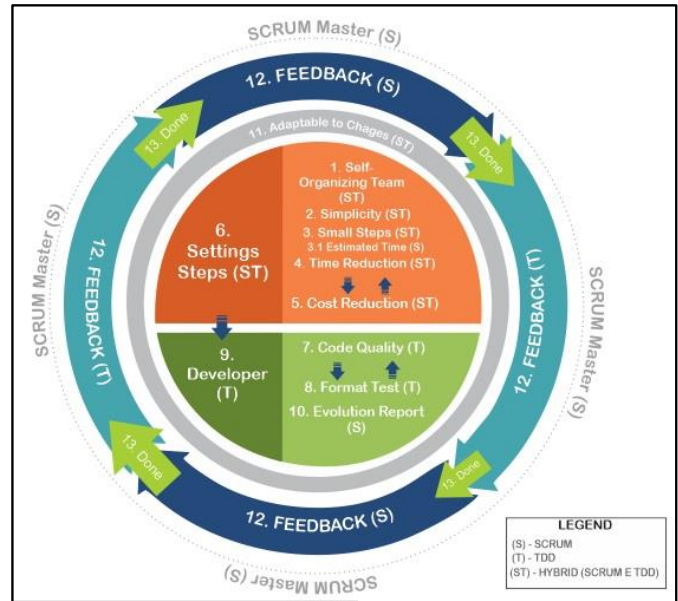 SCRUM Master (S)
12. FEEDBACK (S)
13. Done
13. Done
11. Adaptable to Chages (ST)
1. Self-
Organizing Team
(ST)
2. Simplicity (ST)
3. Small Steps (ST)
3.1 Estimated Time (S)
4. Time Reduction (ST)
5. Cost Reduction (ST)
6.
Settings
Steps (ST)
SCRUM Master (S)
12. FEEDBACK (T)
12. FEEDBACK (T)
SCRUM Master (S)
9.
Developer
(T)
7. Code Quality (T)
8. Format Test (T)
10. Evolution Report
(S)
13. Done
13. Done
12. FEEDBACK (S)
SCRUM Master (S)
LEGEND
(S) - SCRUM
(T) - TDD
(ST) - HYBRID (SCRUM E TDD)